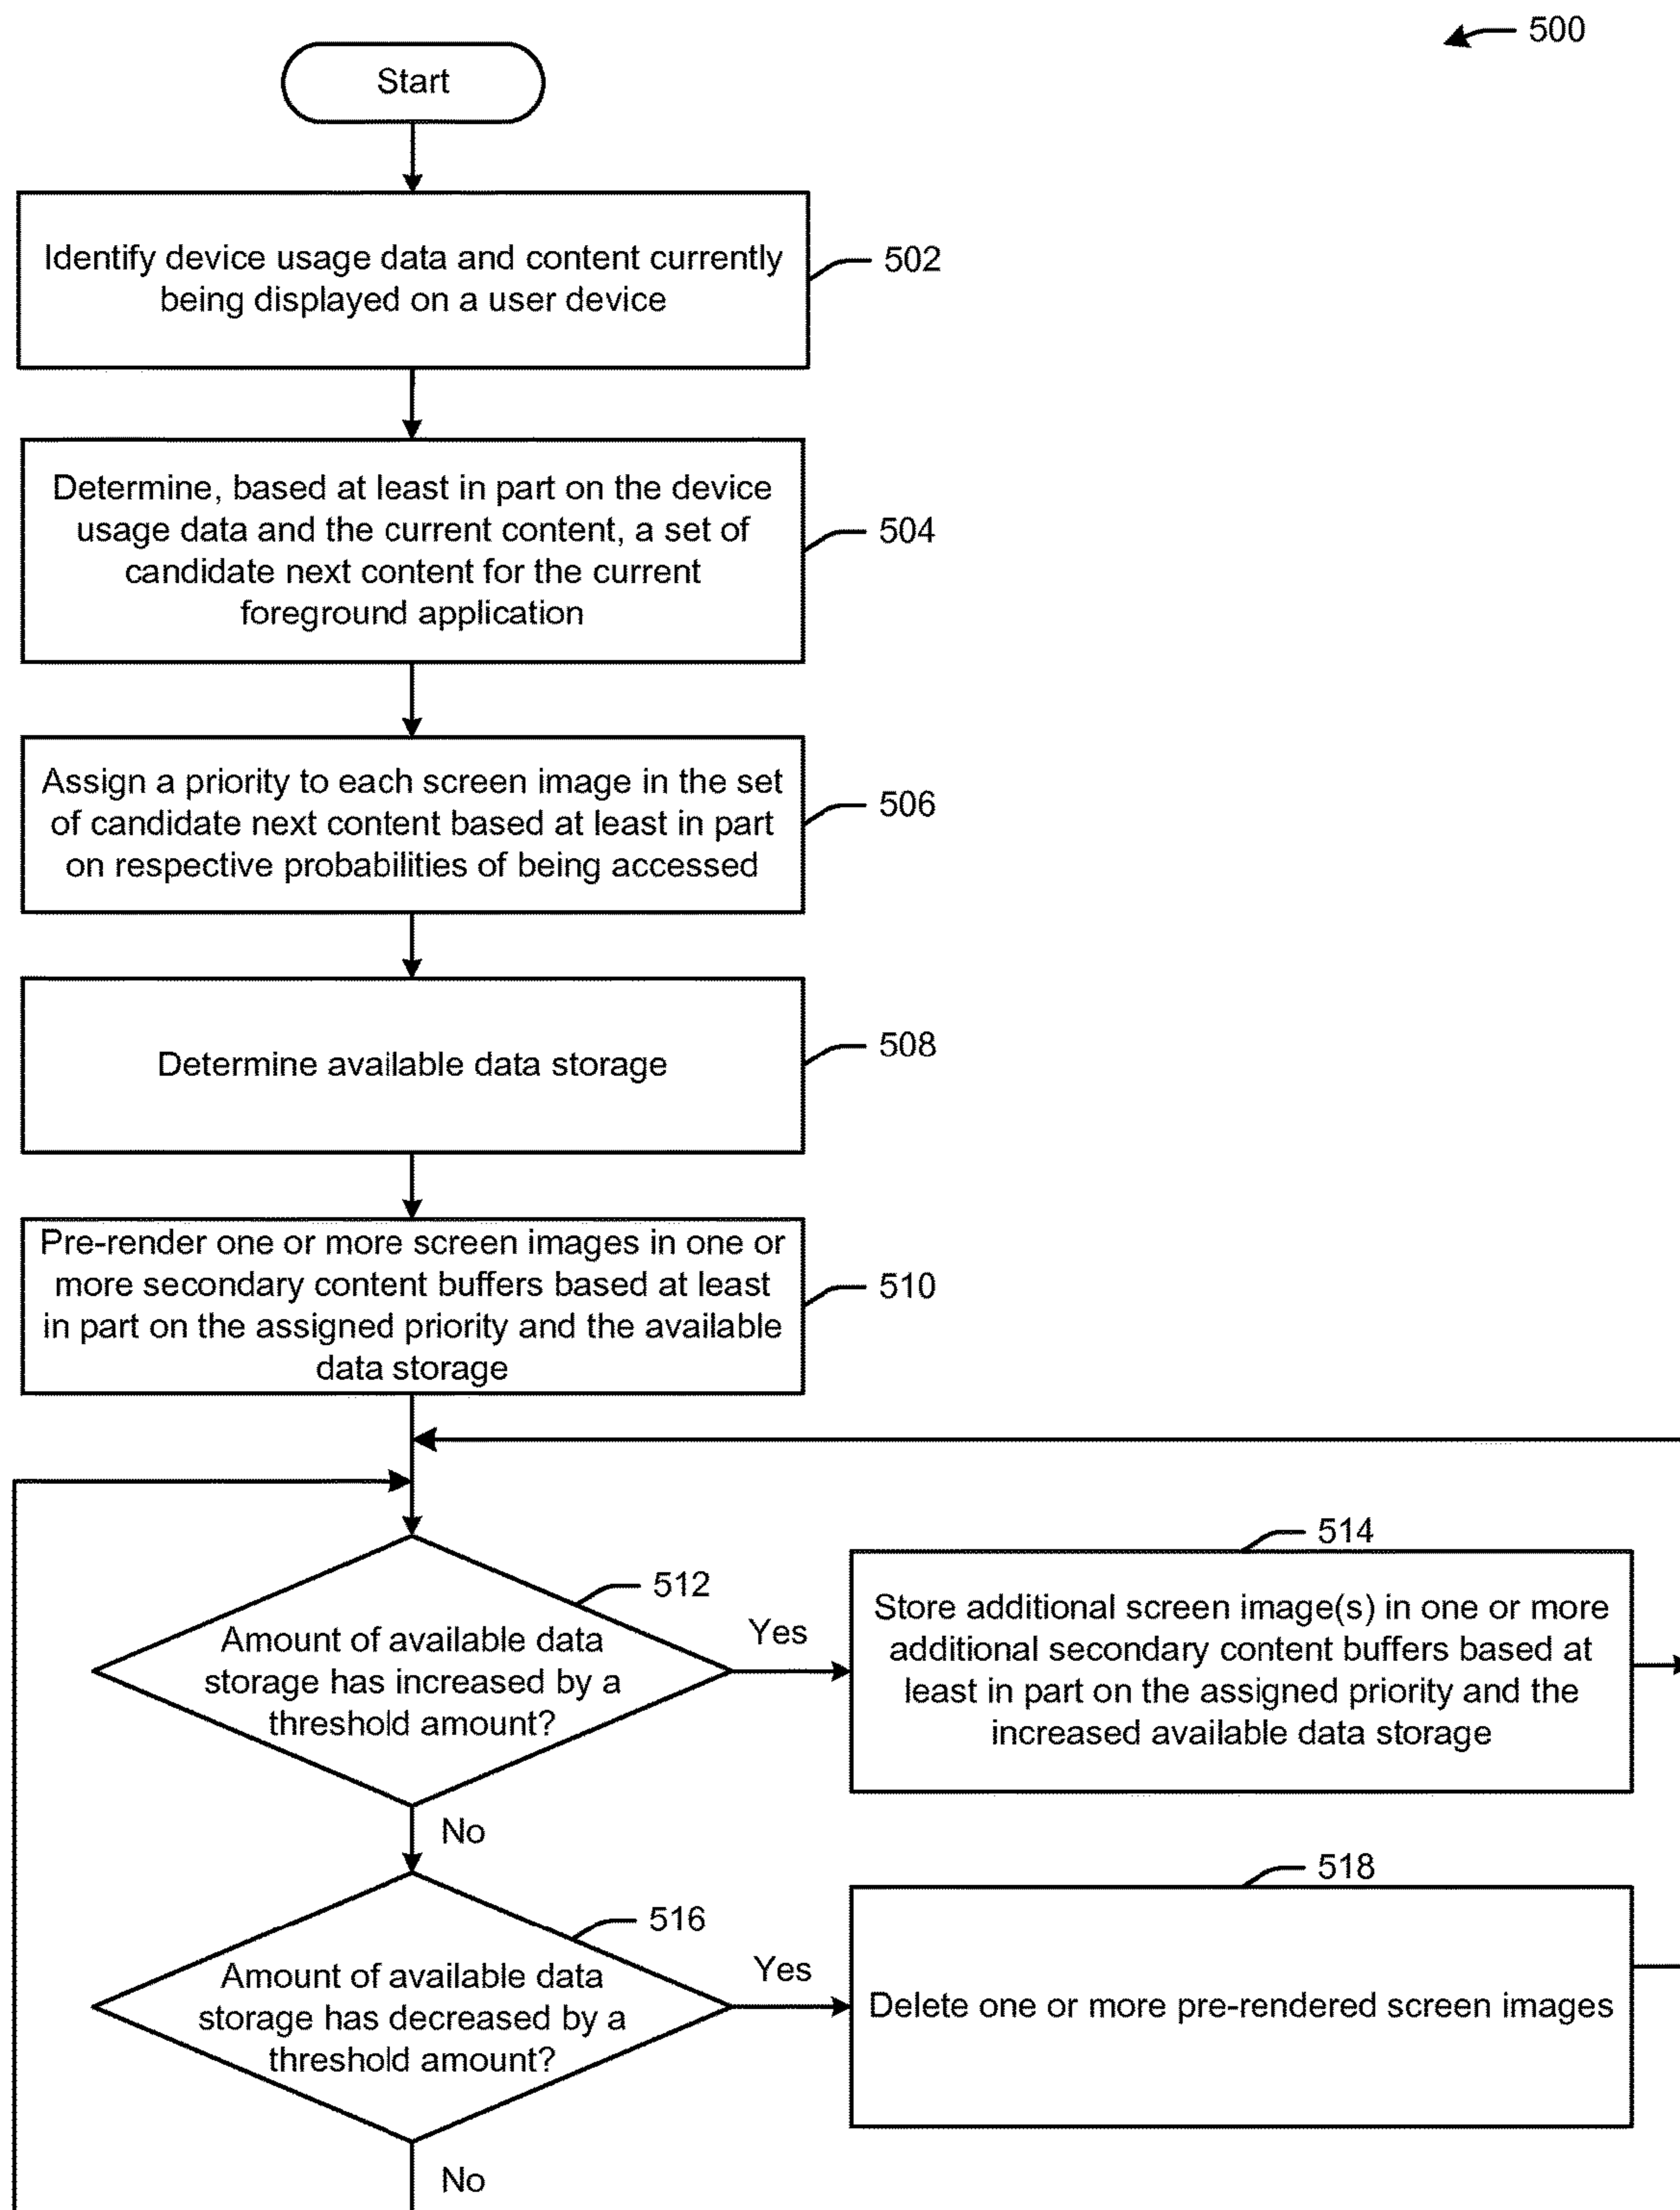 500
Start
Identify device usage data and content currently
being displayed on a user device
502
Determine, based at least in part on the device
usage data and the current content, a set of
candidate next content for the current
foreground application
504
Assign a priority to each screen image in the set
of candidate next content based at least in part
on respective probabilities of being accessed
506
Determine available data storage
508
Pre-render one or more screen images in one or
more secondary content buffers based at least
in part on the assigned priority and the available
data storage
510
512
Amount of available data
storage has increased by a
threshold amount?
Yes
514
Store additional screen image(s) in one or more
additional secondary content buffers based at
least in part on the assigned priority and the
increased available data storage
No
516
Amount of available data
storage has decreased by a
threshold amount?
Yes
518
Delete one or more pre-rendered screen images
No